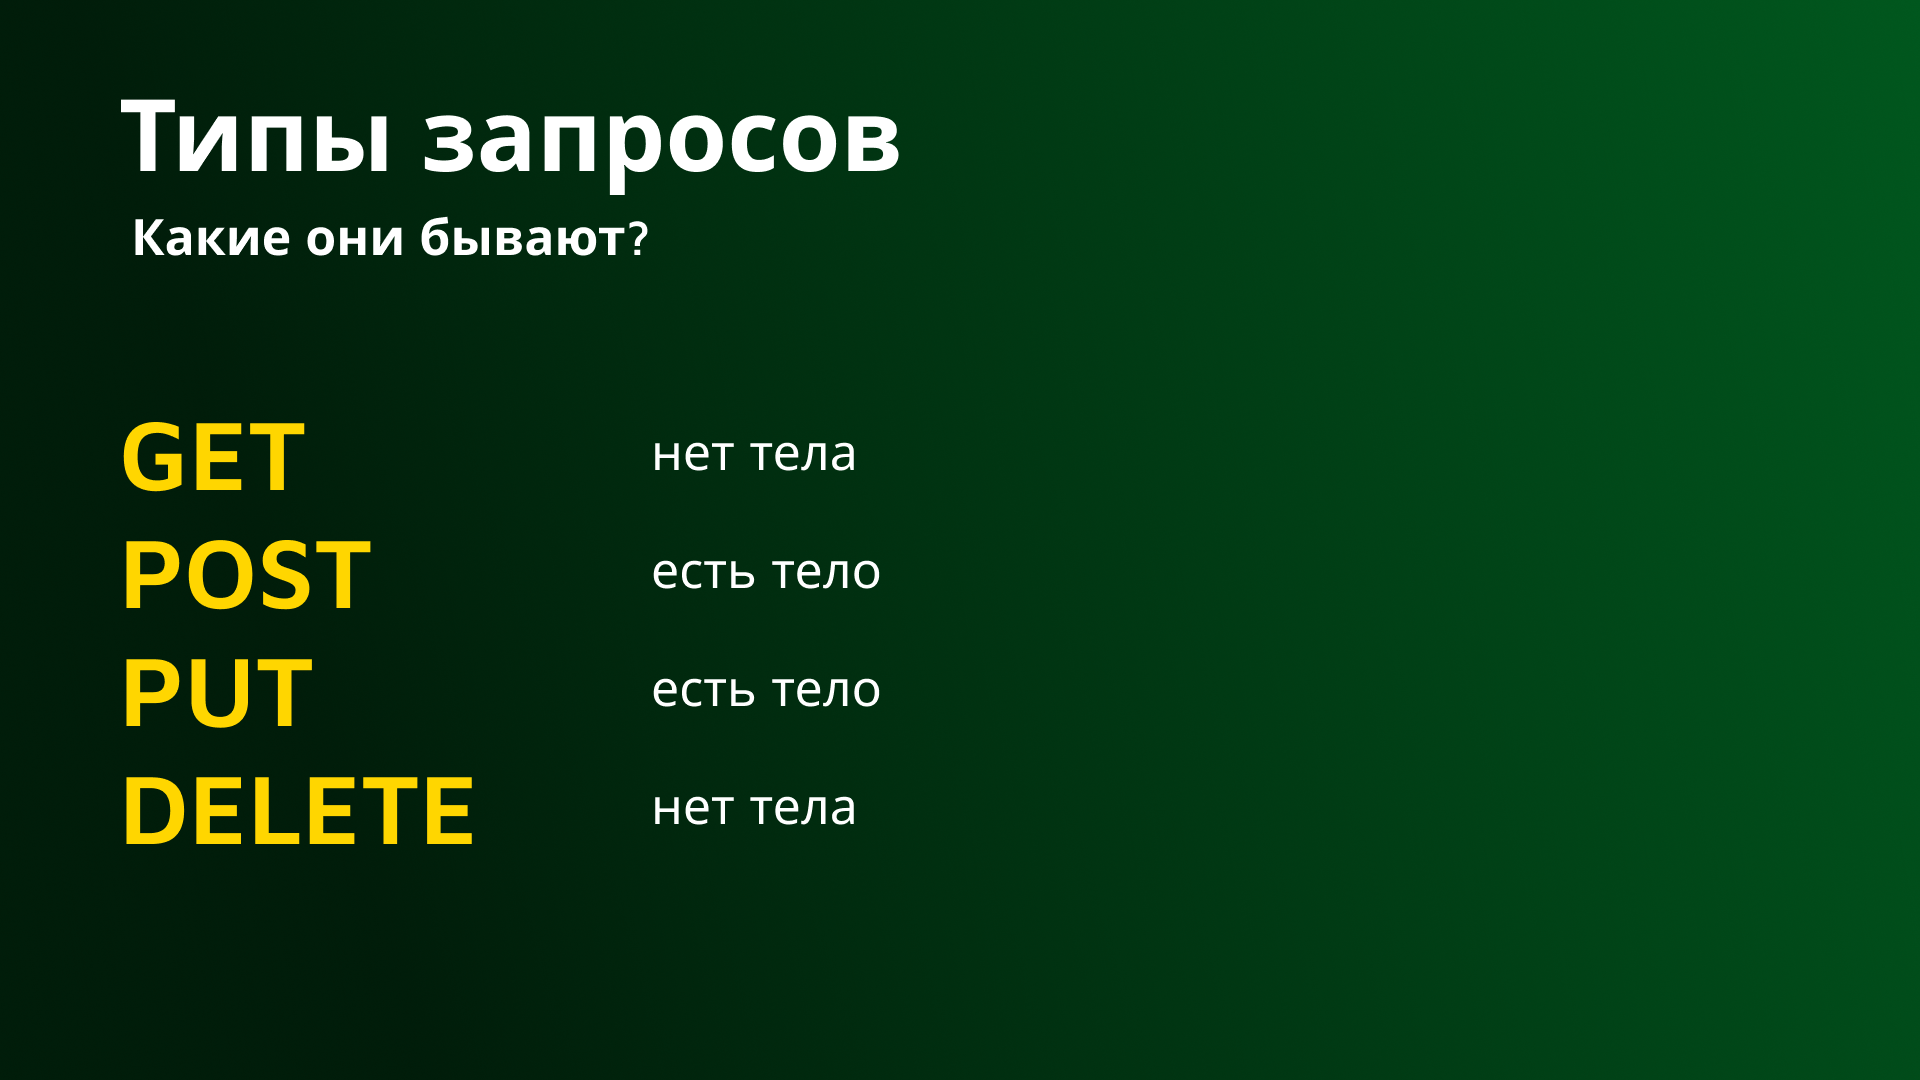 Типы запросов
Какие они бывают?
GET нет тела
POST есть тело
PUT есть тело
DELETE нет тела